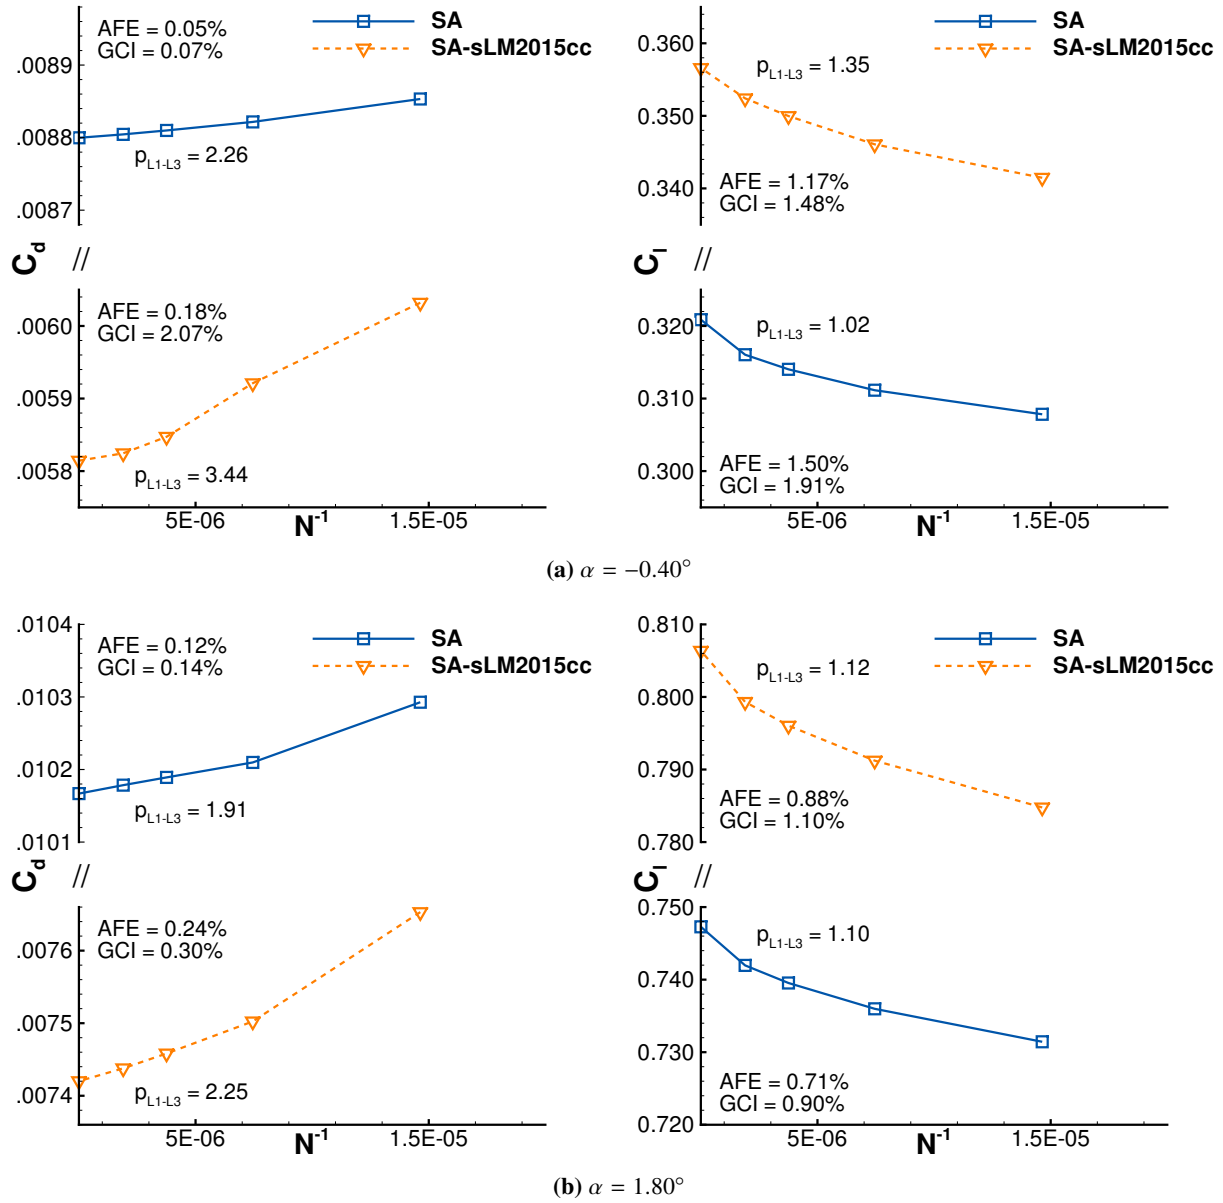 AFE = 0.05%
GCI = 0.07%
SA
SA-sLM2015cc
.0089
.0088
.0087
p_L1-L3 = 2.26
C_d
//
AFE = 0.18%
GCI = 2.07%
.0060
.0059
.0058
p_L1-L3 = 3.44
5E-06
N^-1
1.5E-05
SA
SA-sLM2015cc
0.360
0.350
0.340
p_L1-L3 = 1.35
AFE = 1.17%
GCI = 1.48%
C_l
//
0.320
0.310
0.300
p_L1-L3 = 1.02
AFE = 1.50%
GCI = 1.91%
5E-06
N^-1
1.5E-05
(a) α = −0.40°
.0104
.0103
.0102
.0101
AFE = 0.12%
GCI = 0.14%
SA
SA-sLM2015cc
p_L1-L3 = 1.91
C_d
//
AFE = 0.24%
GCI = 0.30%
.0076
.0075
.0074
p_L1-L3 = 2.25
5E-06
N^-1
1.5E-05
0.810
0.800
0.790
0.780
SA
SA-sLM2015cc
p_L1-L3 = 1.12
AFE = 0.88%
GCI = 1.10%
C_l
//
0.750
0.740
0.730
0.720
p_L1-L3 = 1.10
AFE = 0.71%
GCI = 0.90%
5E-06
N^-1
1.5E-05
(b) α = 1.80°